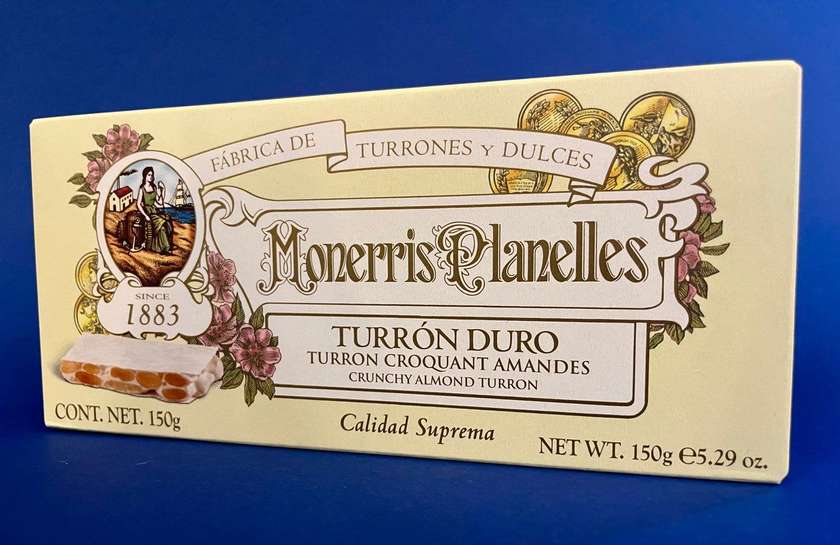 FÁBRICA DE TURRONES Y DULCES
Monerris Planelles
SINCE
1883
TURRÓN DURO
TURRON CROQUANT AMANDES
CRUNCHY ALMOND TURRON
CONT. NET. 150g
Calidad Suprema
NET WT. 150g ℮5.29 oz.